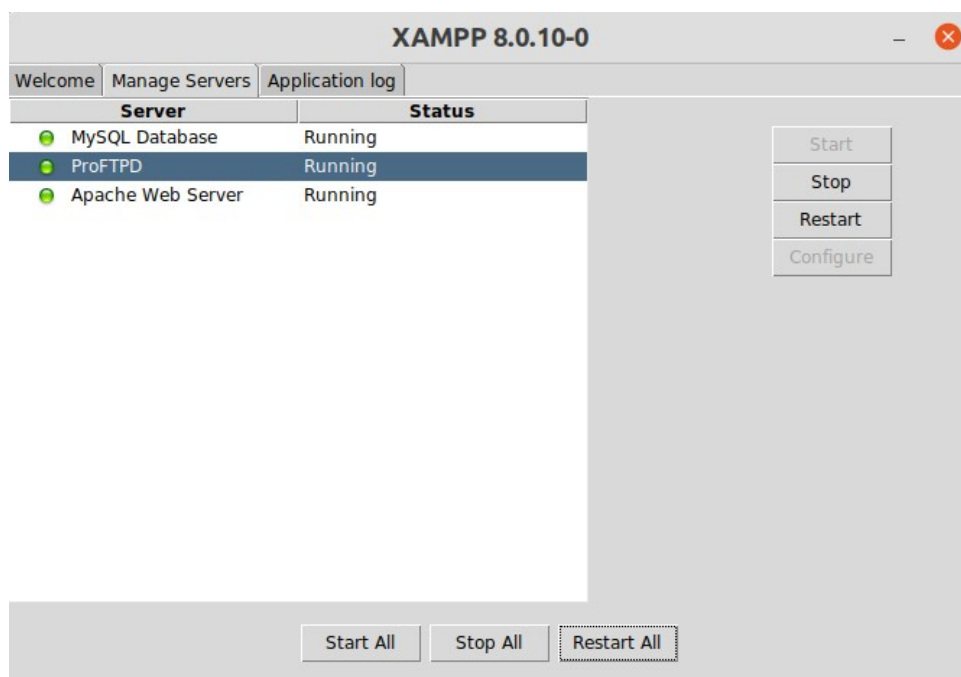 XAMPP 8.0.10-0
Welcome Manage Servers Application log
Server Status
MySQL Database Running
ProFTPD Running
Apache Web Server Running
Start
Stop
Restart
Configure
Start All Stop All Restart All